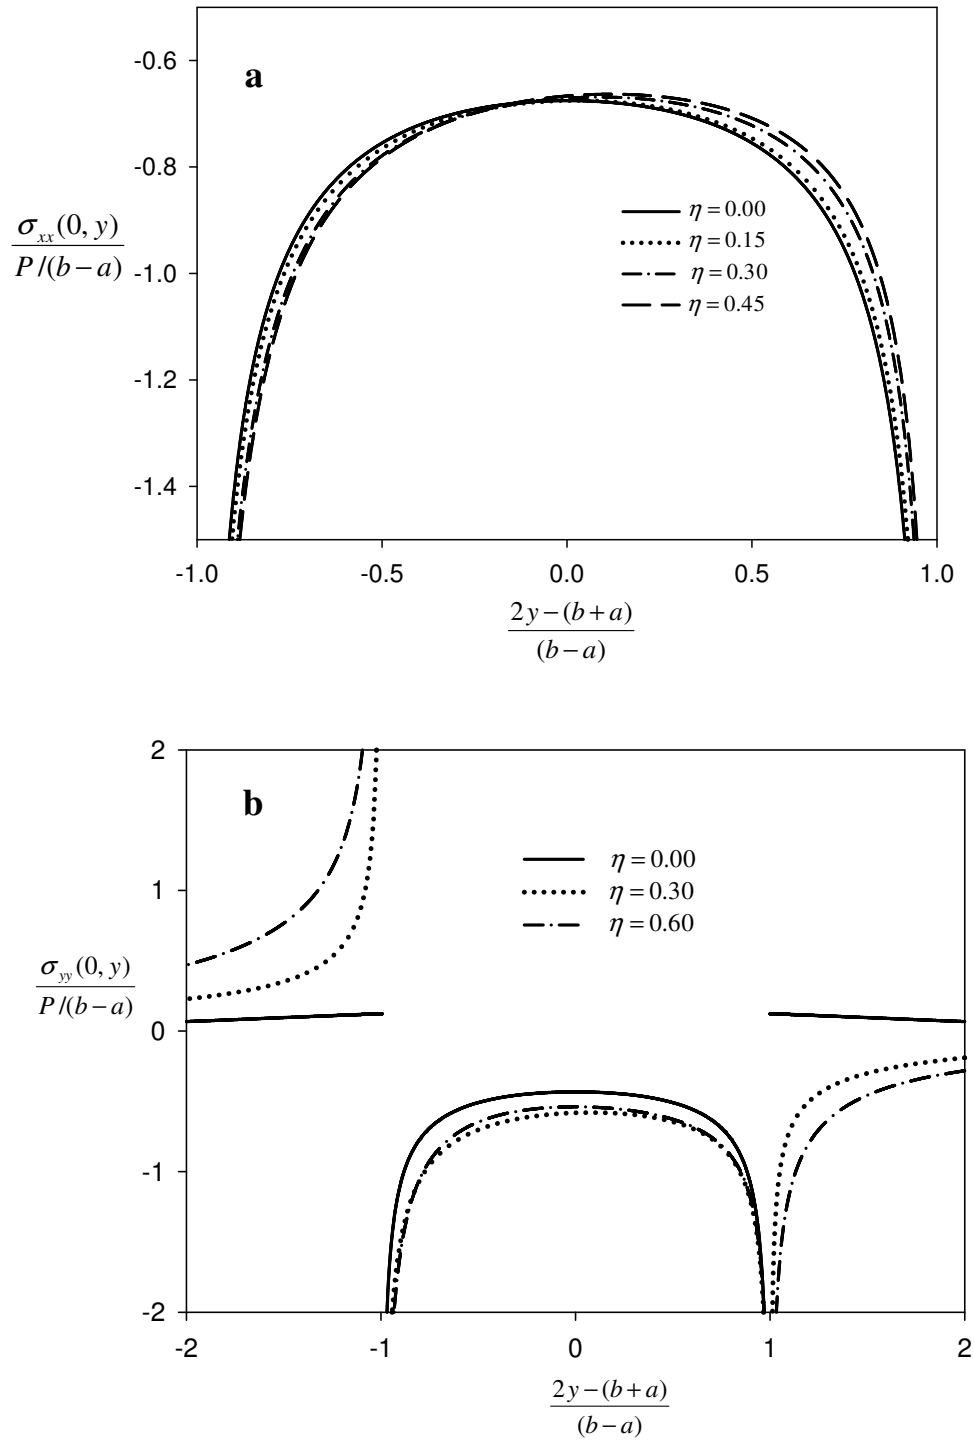 -0.6
a
-0.8
η = 0.00
η = 0.15
σxx(0, y)
P/(b−a)
-1.0
η = 0.30
η = 0.45
-1.2
-1.4
-1.0 -0.5 0.0 0.5 1.0
2y−(b+a)
(b−a)
2
b
η = 0.00
1
η = 0.30
η = 0.60
σyy(0, y)
P/(b−a)
0
-1
-2
-2 -1 0 1 2
2y−(b+a)
(b−a)